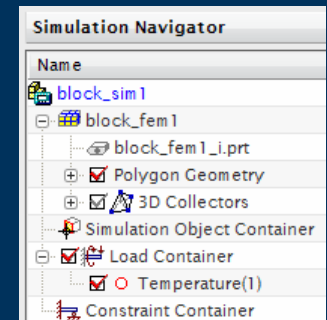 Simulation Navigator
Name
block_sim1
block_fem1
block_fem1_i.prt
Polygon Geometry
3D Collectors
Simulation Object Container
Load Container
Temperature(1)
Constraint Container